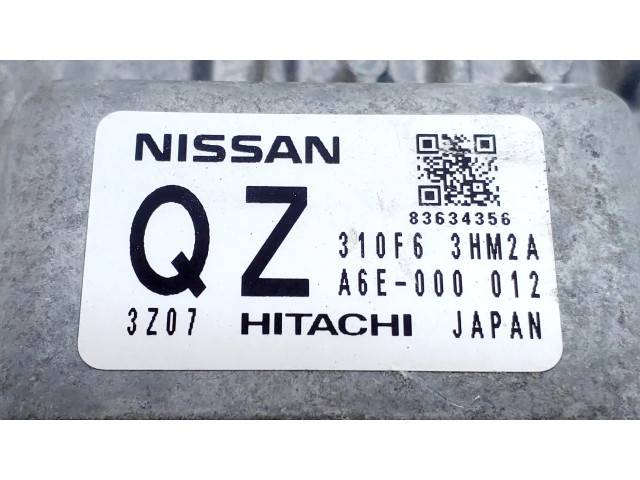 NISSAN
83634356
QZ
310F6 3HM2A
A6E-000 012
3Z07 HITACHI JAPAN